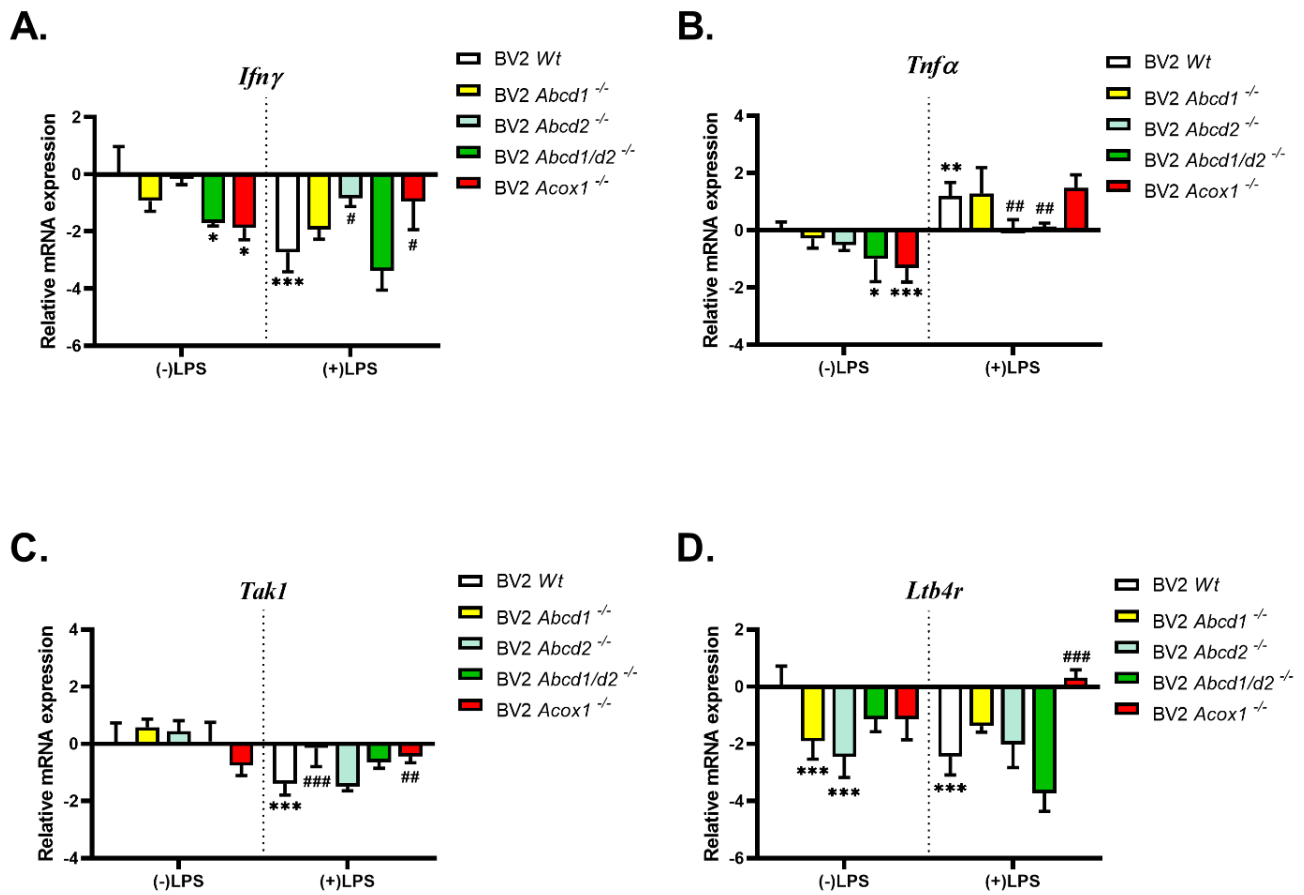 A.
Ifnγ
Relative mRNA expression
2
0
-2
-4
-6
* * *** # #
(-)LPS (+)LPS
BV2 Wt
BV2 Abcd1 -/-
BV2 Abcd2 -/-
BV2 Abcd1/d2 -/-
BV2 Acox1 -/-
B.
Tnfα
Relative mRNA expression
4
2
0
-2
-4
* *** ** ## ##
(-)LPS (+)LPS
BV2 Wt
BV2 Abcd1 -/-
BV2 Abcd2 -/-
BV2 Abcd1/d2 -/-
BV2 Acox1 -/-
C.
Tak1
Relative mRNA expression
4
2
0
-2
-4
*** ### ##
(-)LPS (+)LPS
BV2 Wt
BV2 Abcd1 -/-
BV2 Abcd2 -/-
BV2 Abcd1/d2 -/-
BV2 Acox1 -/-
D.
Ltb4r
Relative mRNA expression
2
0
-2
-4
-6
*** *** *** ###
(-)LPS (+)LPS
BV2 Wt
BV2 Abcd1 -/-
BV2 Abcd2 -/-
BV2 Abcd1/d2 -/-
BV2 Acox1 -/-